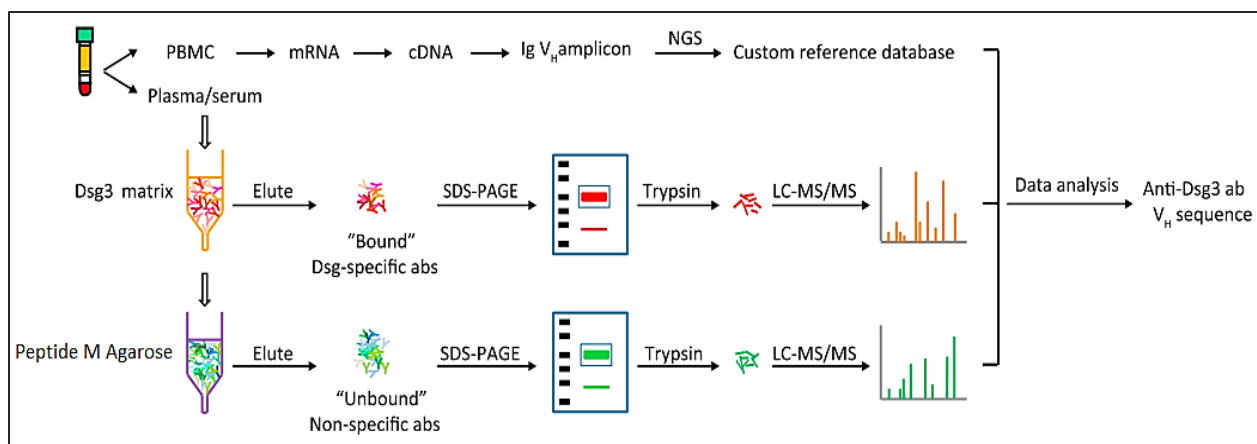 PBMC
mRNA
cDNA
Ig VH amplicon
NGS
Custom reference database
Plasma/serum
Dsg3 matrix
Elute
"Bound"
Dsg-specific abs
SDS-PAGE
Trypsin
LC-MS/MS
Data analysis
Anti-Dsg3 ab
VH sequence
Peptide M Agarose
Elute
"Unbound"
Non-specific abs
SDS-PAGE
Trypsin
LC-MS/MS